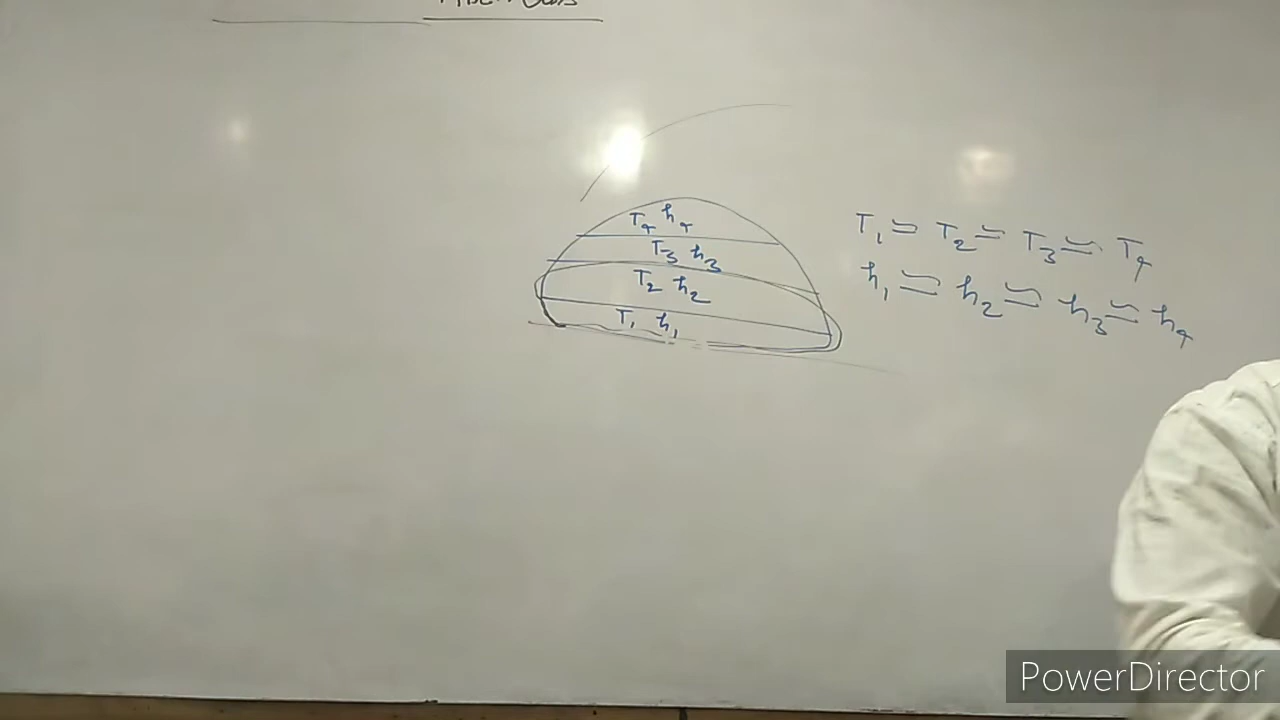 T₄ h₄
T₃ h₃
T₂ h₂
T₁ h₁
T₁ ≃ T₂ ≃ T₃ ≃ T₄
h₁ ≃ h₂ ≃ h₃ ≃ h₄
PowerDirector